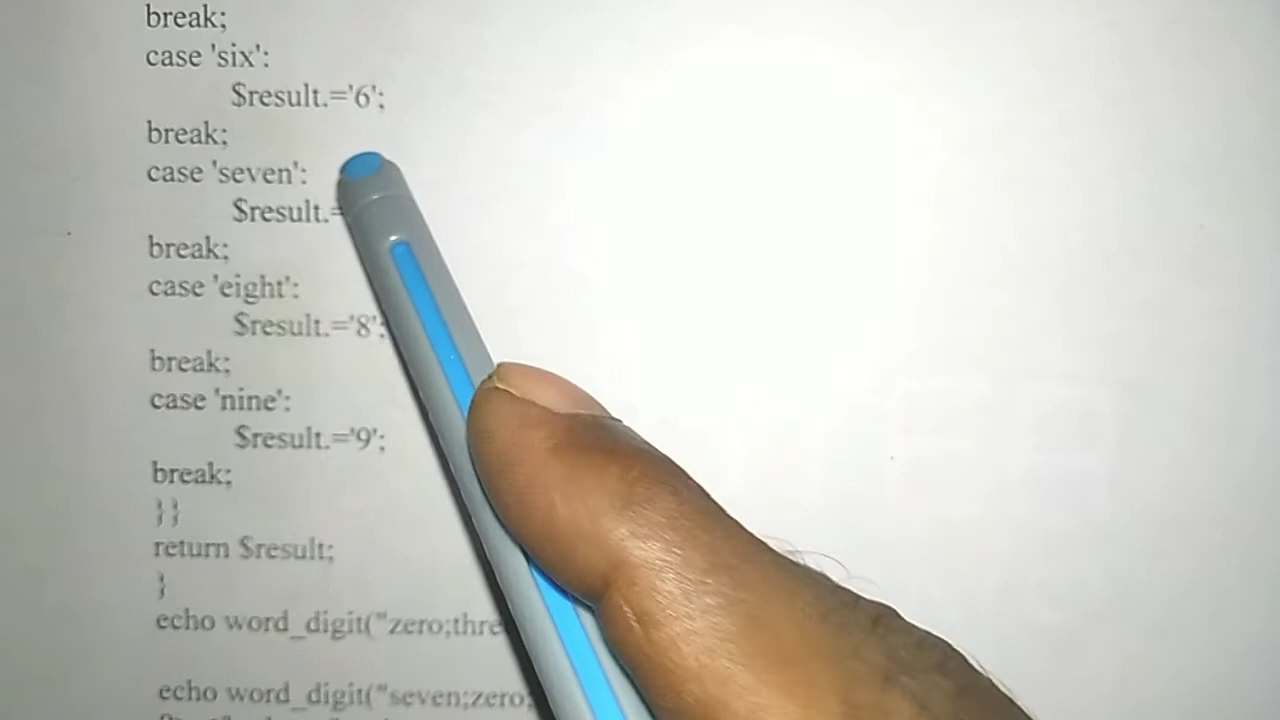 break;
case 'six':
$result.='6';
break;
case 'seven':
$result.=
break;
case 'eight':
$result.='8';
break;
case 'nine':
$result.='9';
break;
}}
return $result;
}
echo word_digit("zero;thre
echo word_digit("seven;zero;